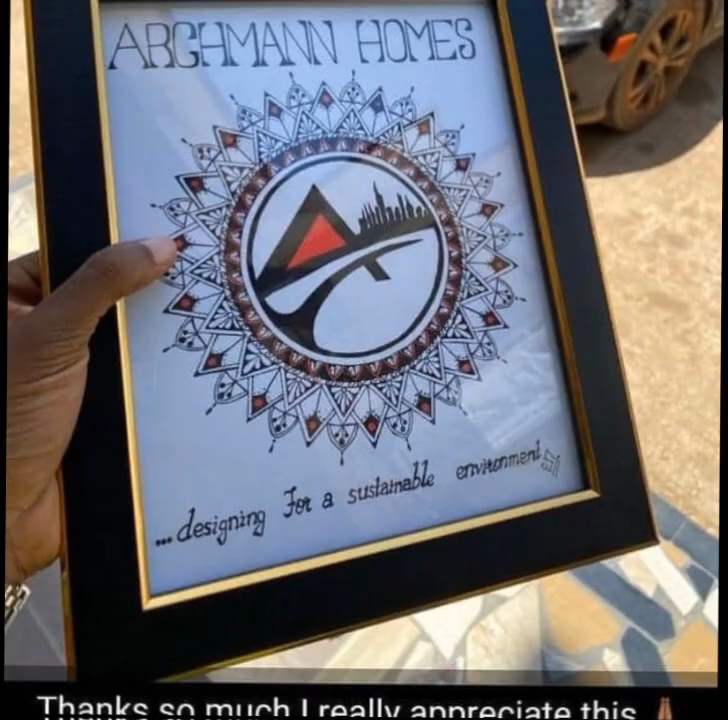 ARCHMANN HOMES
...designing For a sustainable environment
Thanks so much I really appreciate this 🙏🏾